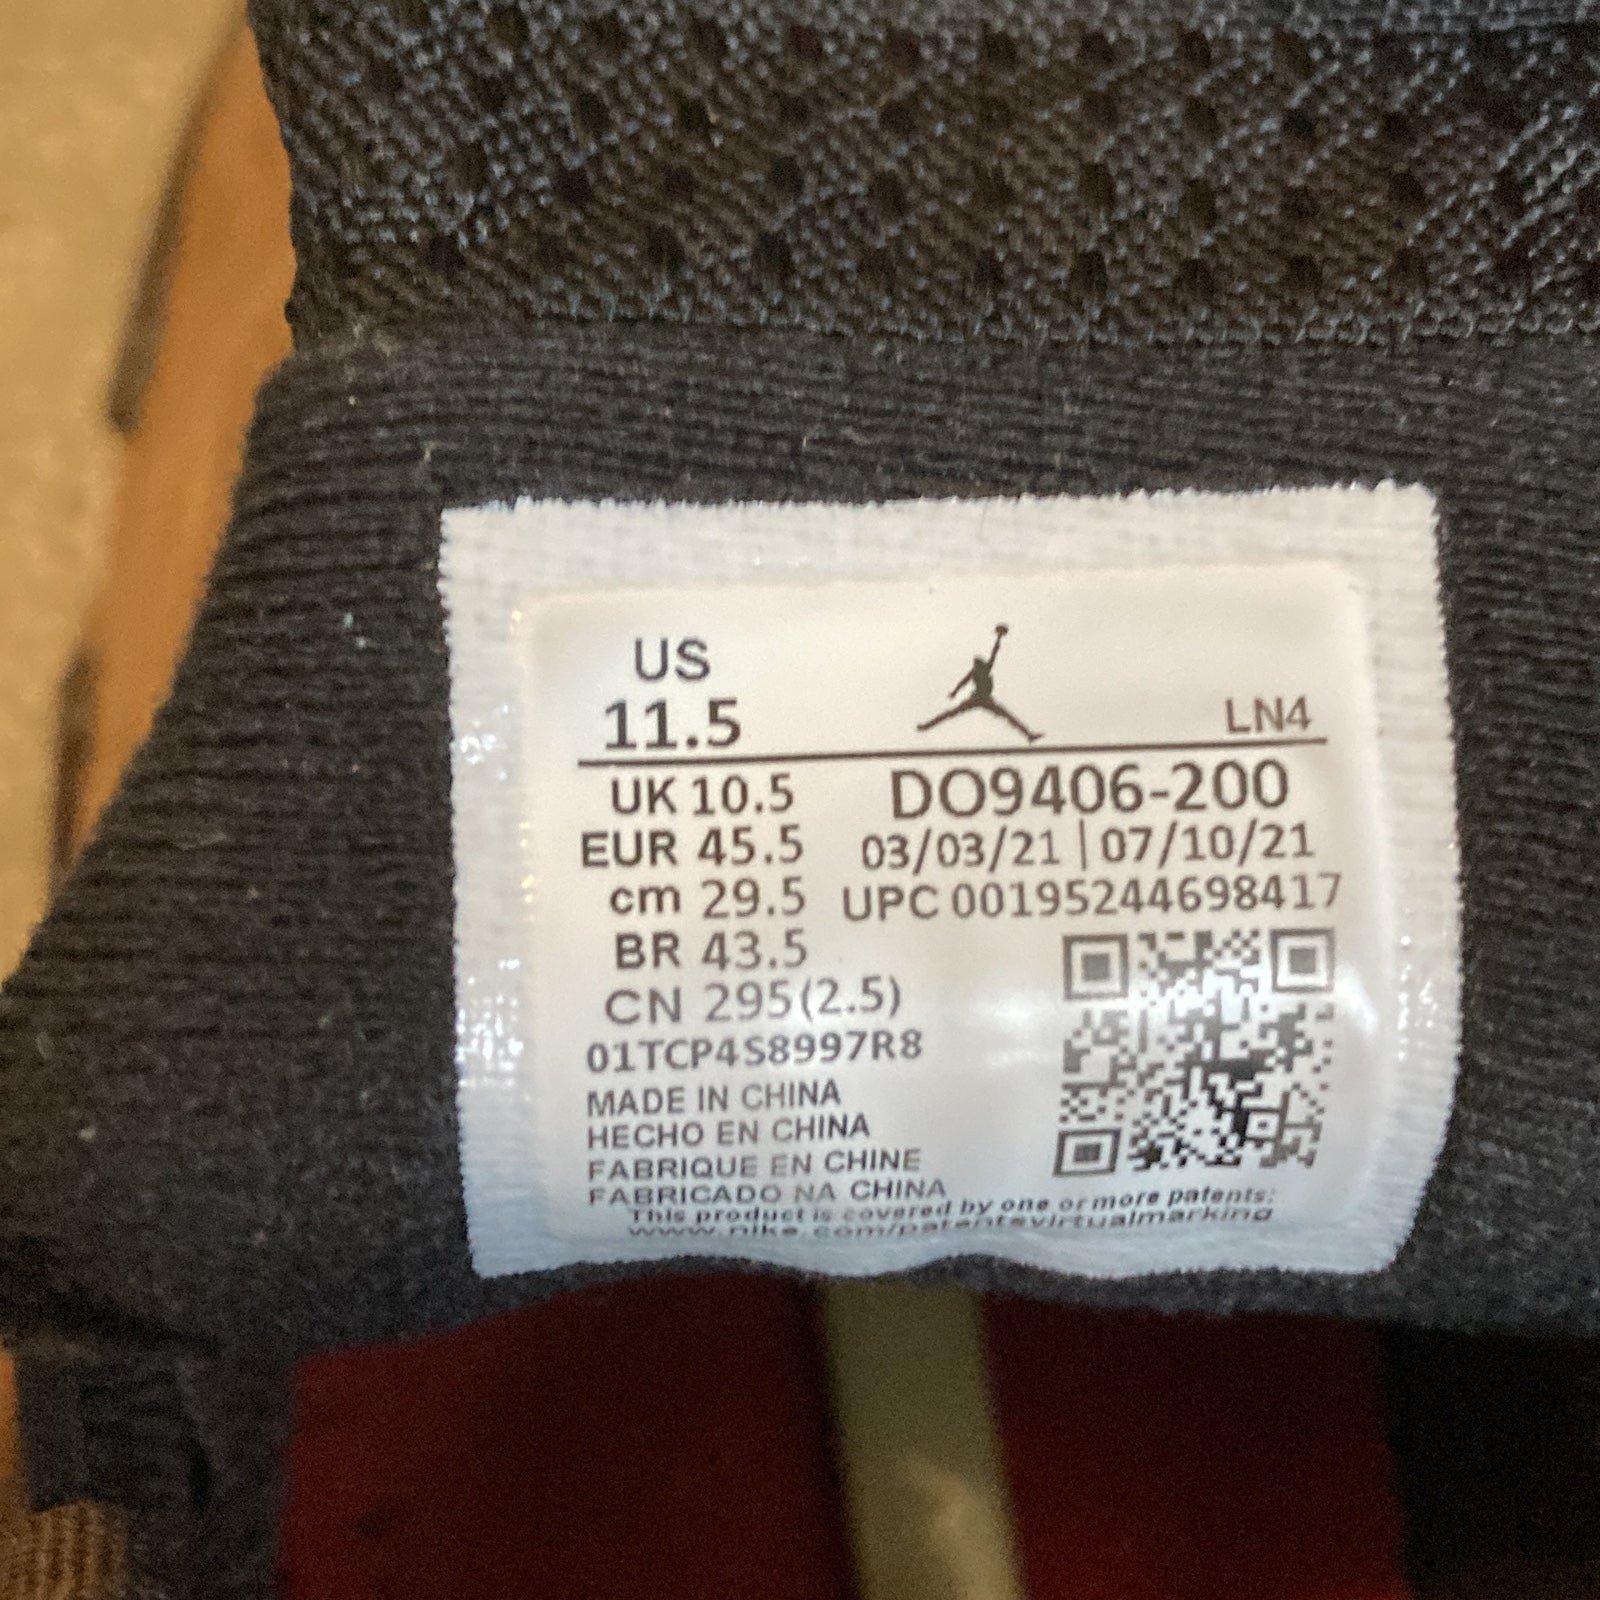 US
11.5
LN4
UK 10.5
DO9406-200
EUR 45.5
03/03/21 | 07/10/21
cm 29.5
UPC 00195244698417
BR 43.5
CN 295(2.5)
01TCP4S8997R8
MADE IN CHINA
HECHO EN CHINA
FABRIQUE EN CHINE
FABRICADO NA CHINA
This product is covered by one or more patents:
www.nike.com/patentsvirtualmarking